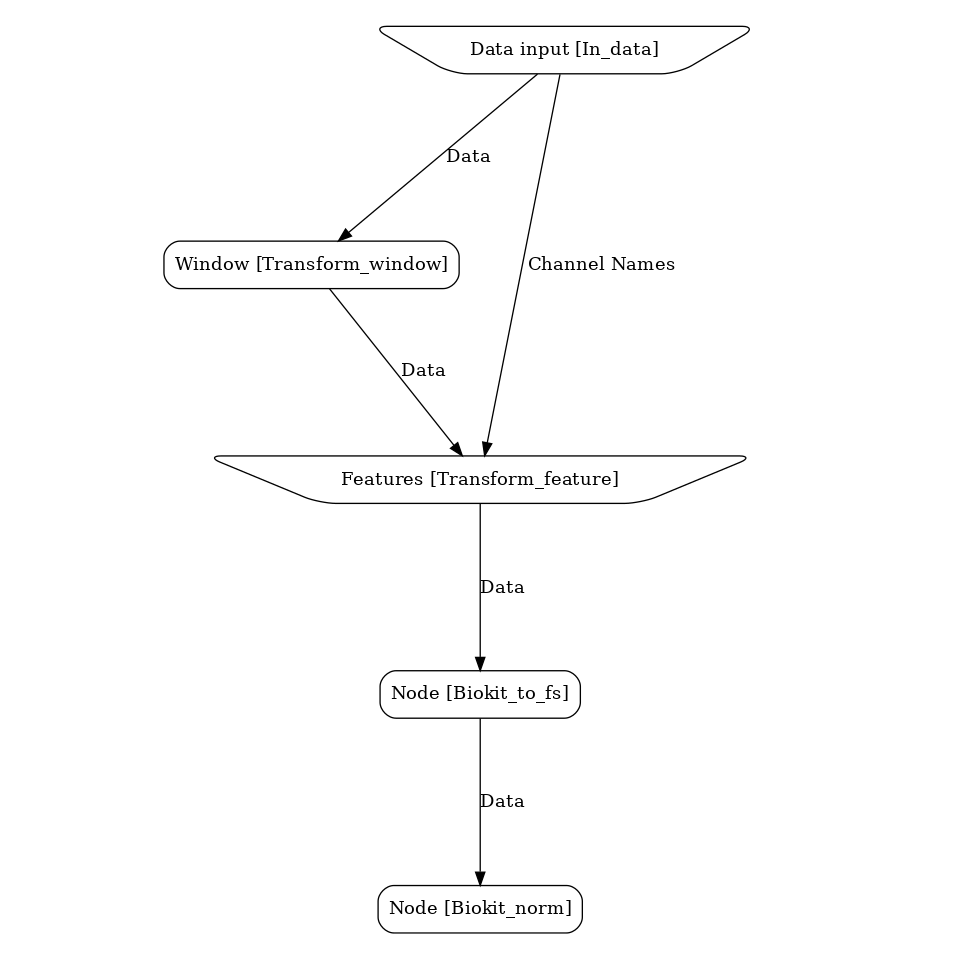 Data input [In_data]
Data
Window [Transform_window]
Channel Names
Data
Features [Transform_feature]
Data
Node [Biokit_to_fs]
Data
Node [Biokit_norm]